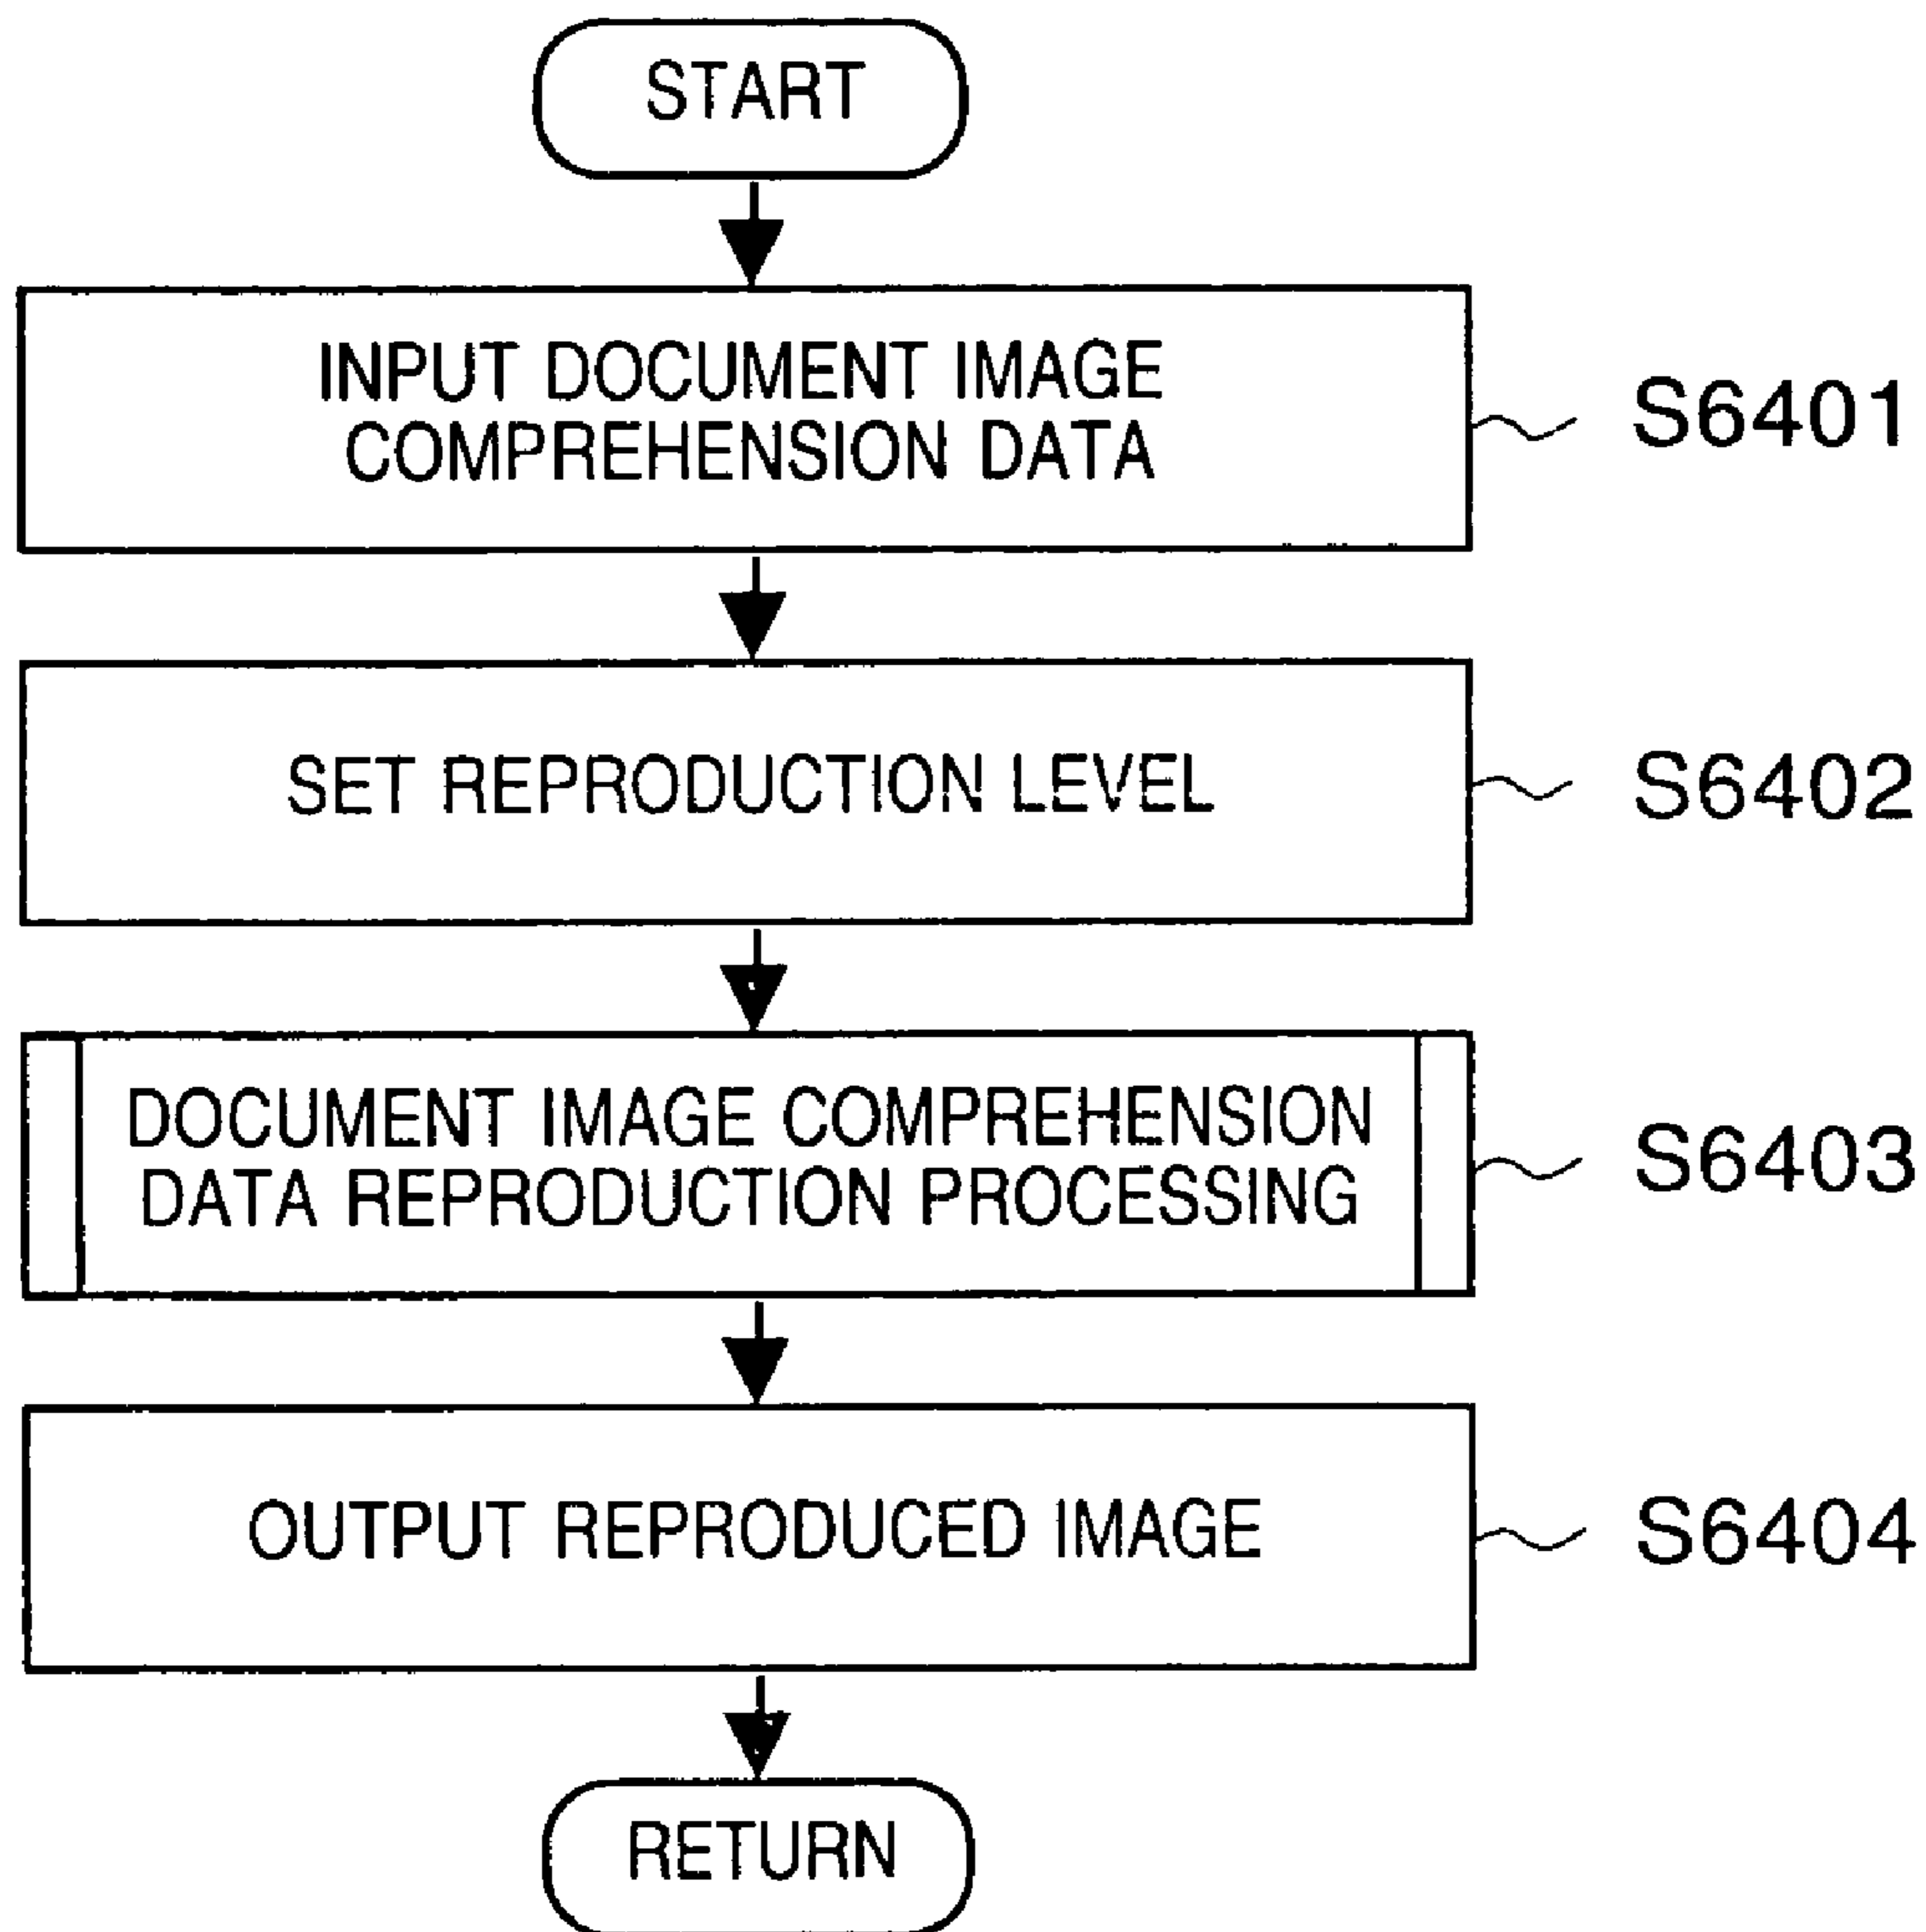 START
INPUT DOCUMENT IMAGE
COMPREHENSION DATA
S6401
SET REPRODUCTION LEVEL
S6402
DOCUMENT IMAGE COMPREHENSION
DATA REPRODUCTION PROCESSING
S6403
OUTPUT REPRODUCED IMAGE
S6404
RETURN